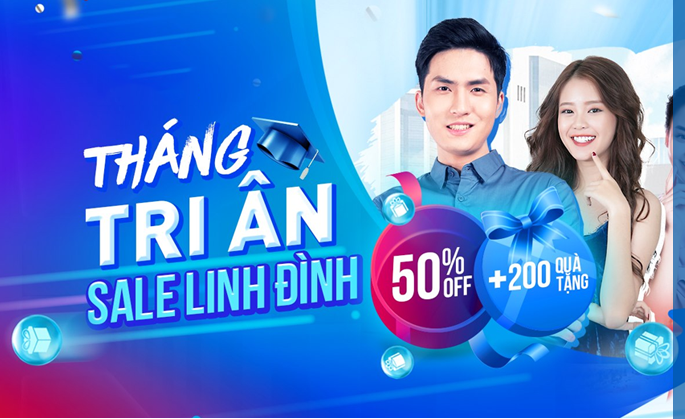 THÁNG
TRI ÂN
SALE LINH ĐÌNH
50% OFF
+200 QUÀ TẶNG